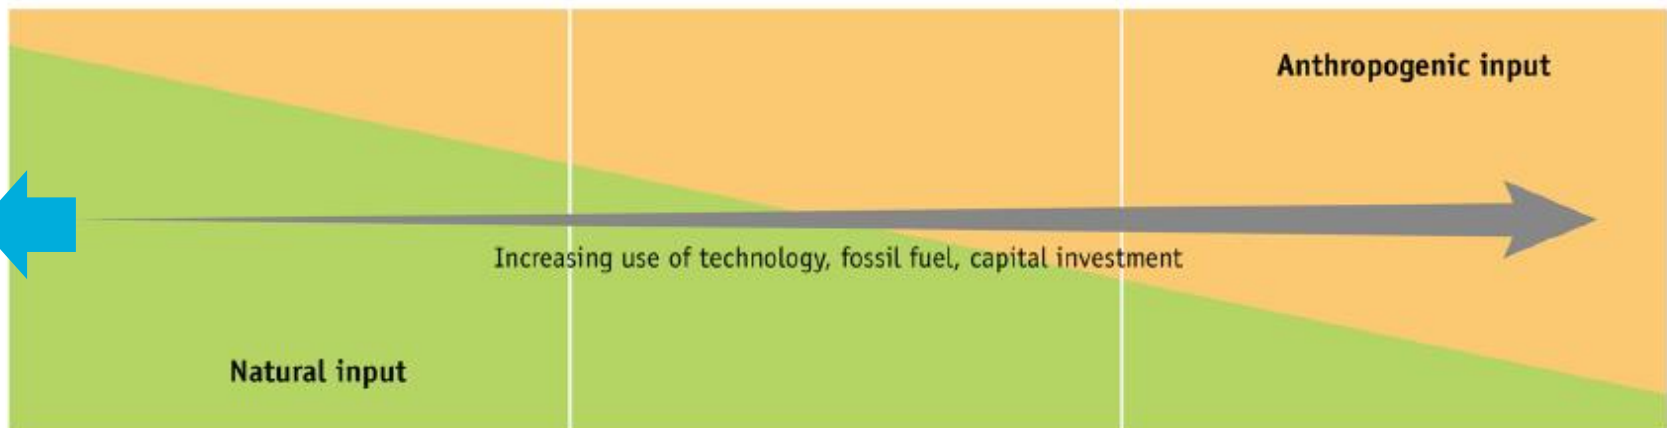 Anthropogenic input
Increasing use of technology, fossil fuel, capital investment
Natural input